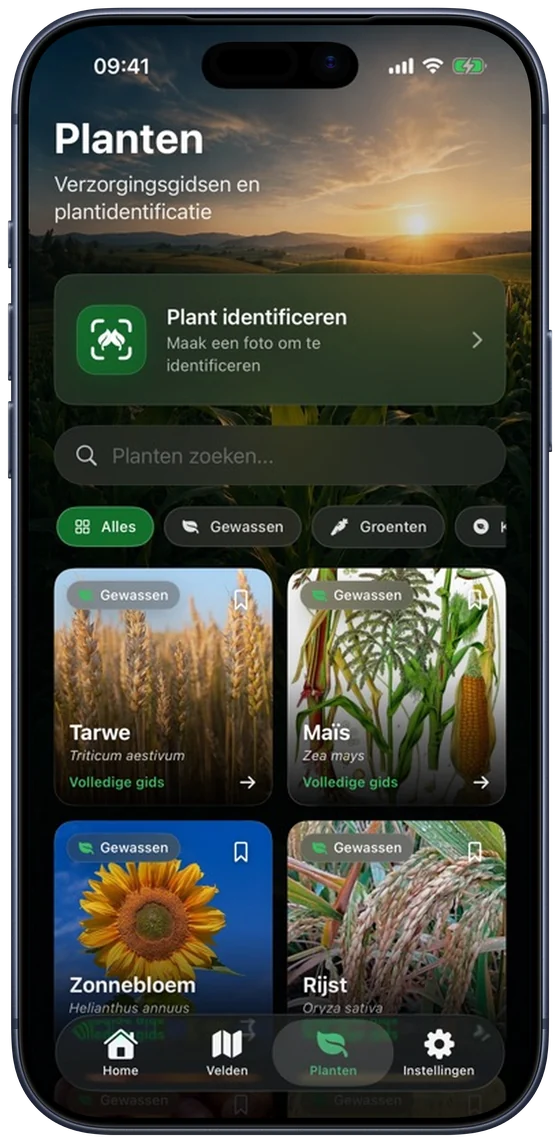 09:41
Planten
Verzorgingsgidsen en
plantidentificatie
Plant identificeren
Maak een foto om te
identificeren
Planten zoeken...
Alles
Gewassen
Groenten
Gewassen
Gewassen
Tarwe
Triticum aestivum
Volledige gids
Maïs
Zea mays
Volledige gids
Gewassen
Gewassen
Zonnebloem
Helianthus annuus
Rijst
Oryza sativa
Home
Velden
Planten
Instellingen
Gewassen
Gewassen